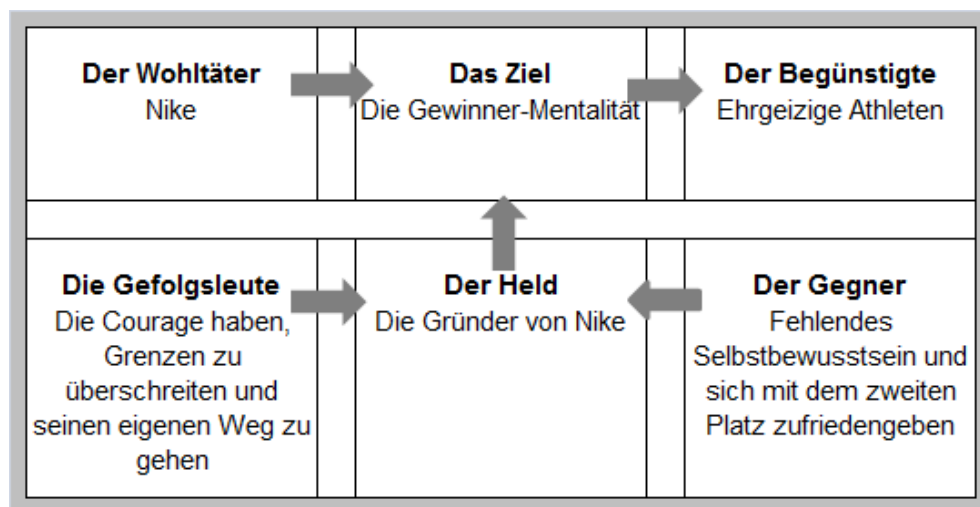 Der Wohltäter
Nike
Das Ziel
Die Gewinner-Mentalität
Der Begünstigte
Ehrgeizige Athleten
Die Gefolgsleute
Die Courage haben,
Grenzen zu
überschreiten und
seinen eigenen Weg zu
gehen
Der Held
Die Gründer von Nike
Der Gegner
Fehlendes
Selbstbewusstsein und
sich mit dem zweiten
Platz zufriedengeben